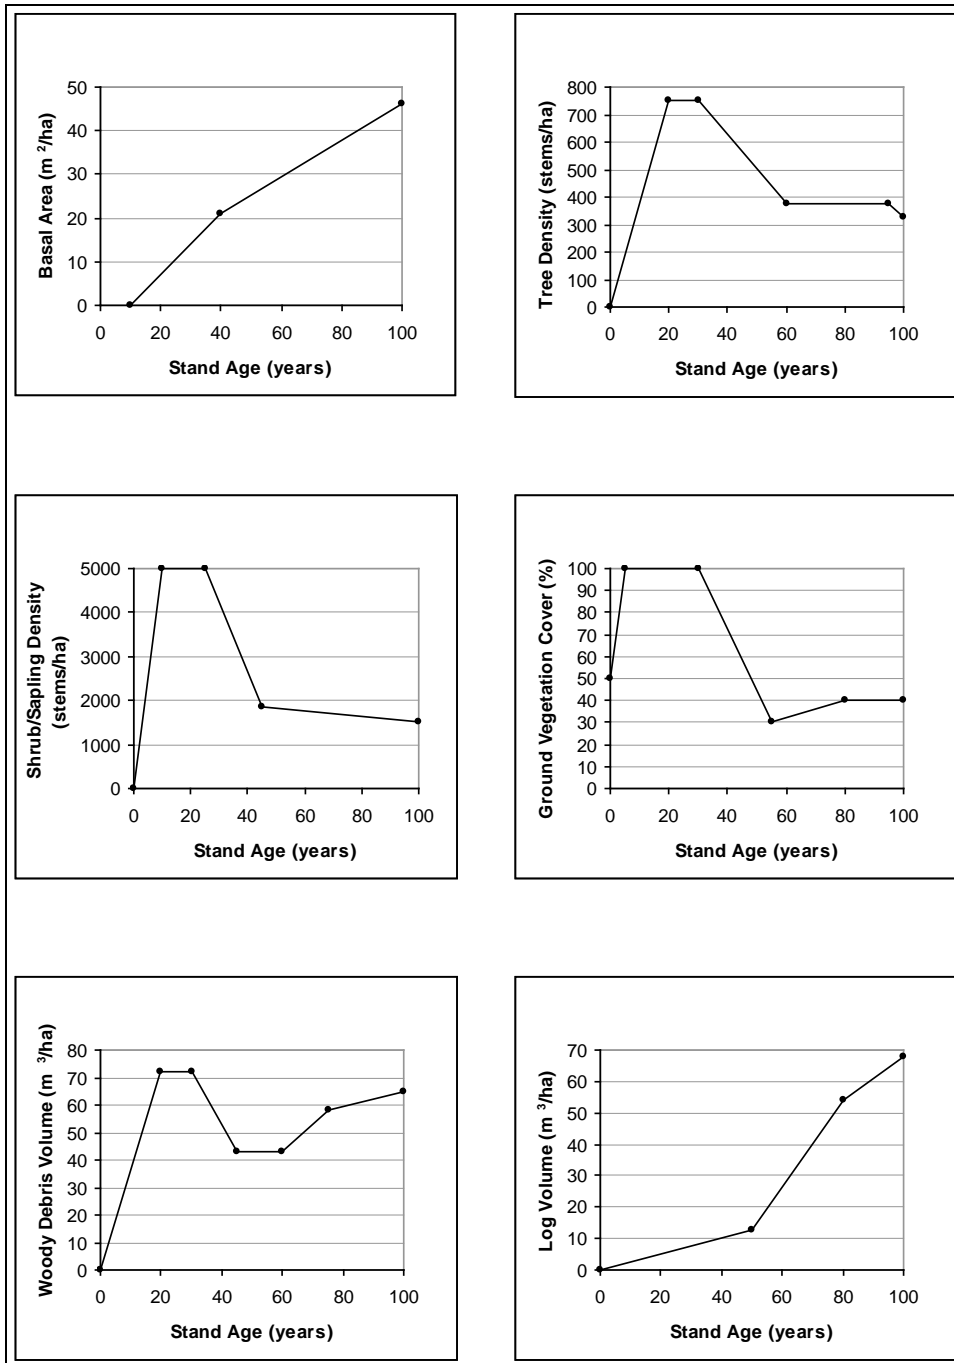 Basal Area (m ²/ha)
50
40
30
20
10
0
0 20 40 60 80 100
Stand Age (years)
Tree Density (stems/ha)
800
700
600
500
400
300
200
100
0
0 20 40 60 80 100
Stand Age (years)
Shrub/Sapling Density
(stems/ha)
5000
4000
3000
2000
1000
0
0 20 40 60 80 100
Stand Age (years)
Ground Vegetation Cover (%)
100
90
80
70
60
50
40
30
20
10
0
0 20 40 60 80 100
Stand Age (years)
Woody Debris Volume (m ³/ha)
80
70
60
50
40
30
20
10
0
0 20 40 60 80 100
Stand Age (years)
Log Volume (m ³/ha)
70
60
50
40
30
20
10
0
0 20 40 60 80 100
Stand Age (years)